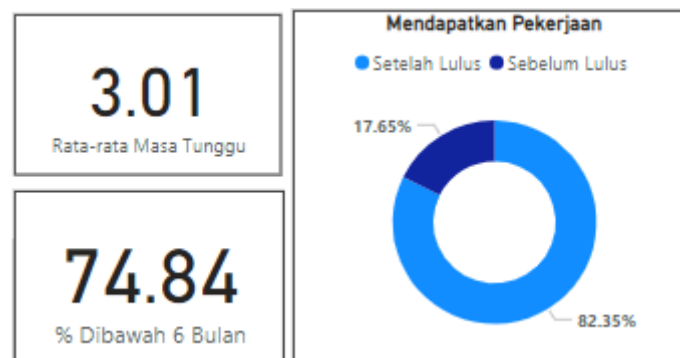 3.01
Rata-rata Masa Tunggu
74.84
% Dibawah 6 Bulan
Mendapatkan Pekerjaan
Setelah Lulus Sebelum Lulus
17.65%
82.35%